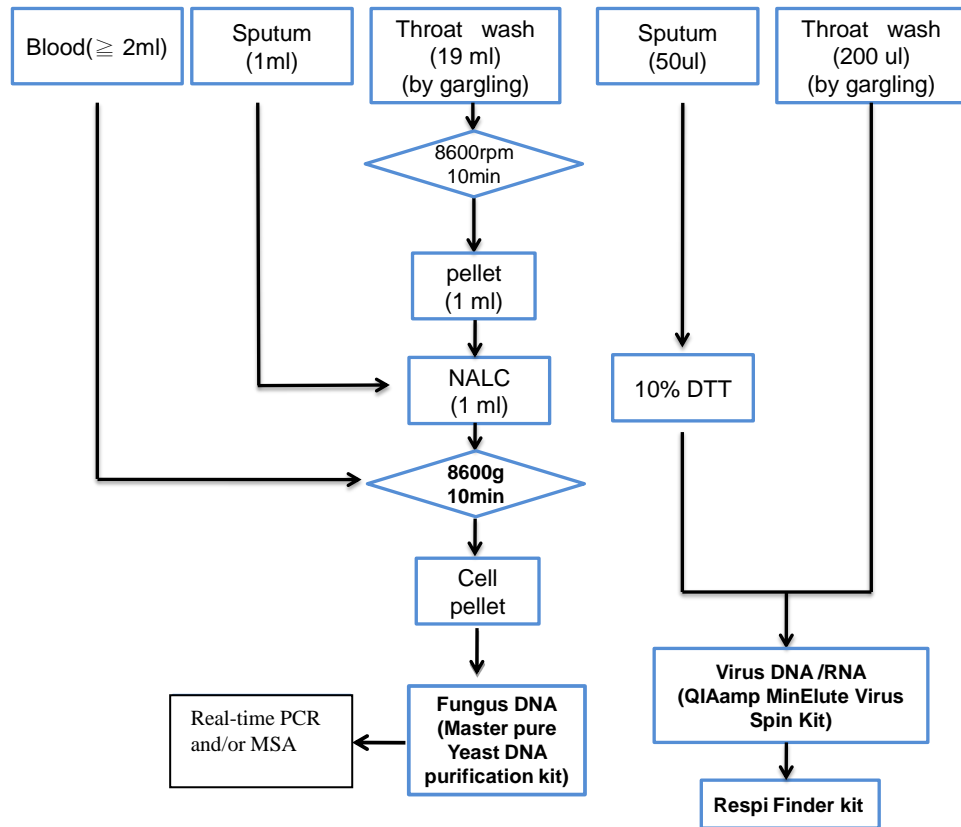 Blood(≧ 2ml)
Sputum
(1ml)
Throat wash
(19 ml)
(by gargling)
Sputum
(50ul)
Throat wash
(200 ul)
(by gargling)
8600rpm
10min
pellet
(1 ml)
NALC
(1 ml)
10% DTT
8600g
10min
Cell
pellet
Fungus DNA
(Master pure
Yeast DNA
purification kit)
Real-time PCR
and/or MSA
Virus DNA /RNA
(QIAamp MinElute Virus
Spin Kit)
Respi Finder kit